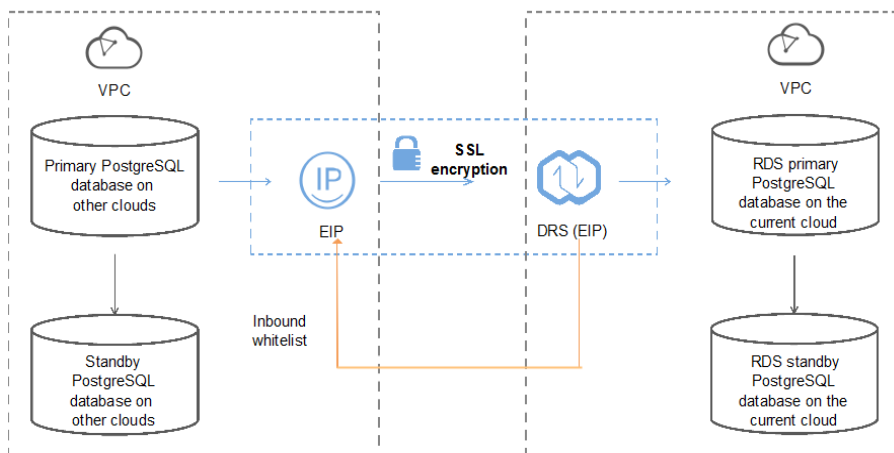 VPC
Primary PostgreSQL
database on
other clouds
Standby
PostgreSQL
database on
other clouds
IP
EIP
SSL
encryption
DRS (EIP)
Inbound
whitelist
VPC
RDS primary
PostgreSQL
database on the
current cloud
RDS standby
PostgreSQL
database on the
current cloud